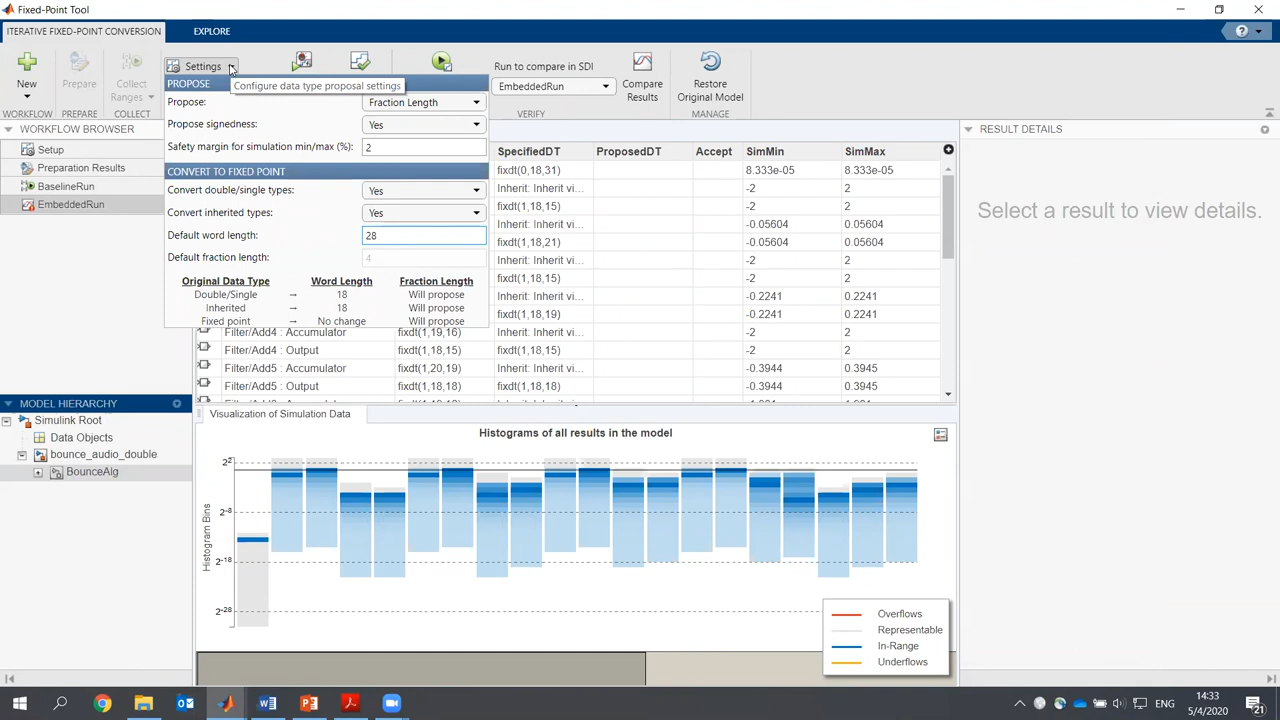 Fixed-Point Tool
ITERATIVE FIXED-POINT CONVERSION
EXPLORE
New
Prepare
Collect
Ranges
Settings
Run to compare in SDI
EmbeddedRun
Compare
Results
Restore
Original Model
WORKFLOW
PREPARE
COLLECT
VERIFY
MANAGE
Configure data type proposal settings
PROPOSE
Propose: Fraction Length
Propose signedness: Yes
Safety margin for simulation min/max (%): 2
CONVERT TO FIXED POINT
Convert double/single types: Yes
Convert inherited types: Yes
Default word length: 28
Default fraction length: 4
Original Data Type Word Length Fraction Length
Double/Single → 18 Will propose
Inherited → 18 Will propose
Fixed point → No change Will propose
WORKFLOW BROWSER
Setup
Preparation Results
BaselineRun
EmbeddedRun
MODEL HIERARCHY
Simulink Root
Data Objects
bounce_audio_double
BounceAlg
SpecifiedDT ProposedDT Accept SimMin SimMax
fixdt(0,18,31) 8.333e-05 8.333e-05
Inherit: Inherit vi... -2 2
fixdt(1,18,15) -2 2
Inherit: Inherit vi... -0.05604 0.05604
fixdt(1,18,21) -0.05604 0.05604
Inherit: Inherit vi... -2 2
fixdt(1,18,15) -2 2
Inherit: Inherit vi... -0.2241 0.2241
fixdt(1,18,19) -0.2241 0.2241
Filter/Add4 : Accumulator fixdt(1,19,16) Inherit: Inherit vi... -2 2
Filter/Add4 : Output fixdt(1,18,15) fixdt(1,18,15) -2 2
Filter/Add5 : Accumulator fixdt(1,20,19) Inherit: Inherit vi... -0.3944 0.3945
Filter/Add5 : Output fixdt(1,18,18) fixdt(1,18,18) -0.3944 0.3945
Visualization of Simulation Data
Histograms of all results in the model
Histogram Bins
2^2
2^-8
2^-18
2^-28
Overflows
Representable
In-Range
Underflows
RESULT DETAILS
Select a result to view details.
ENG
14:33
5/4/2020
21